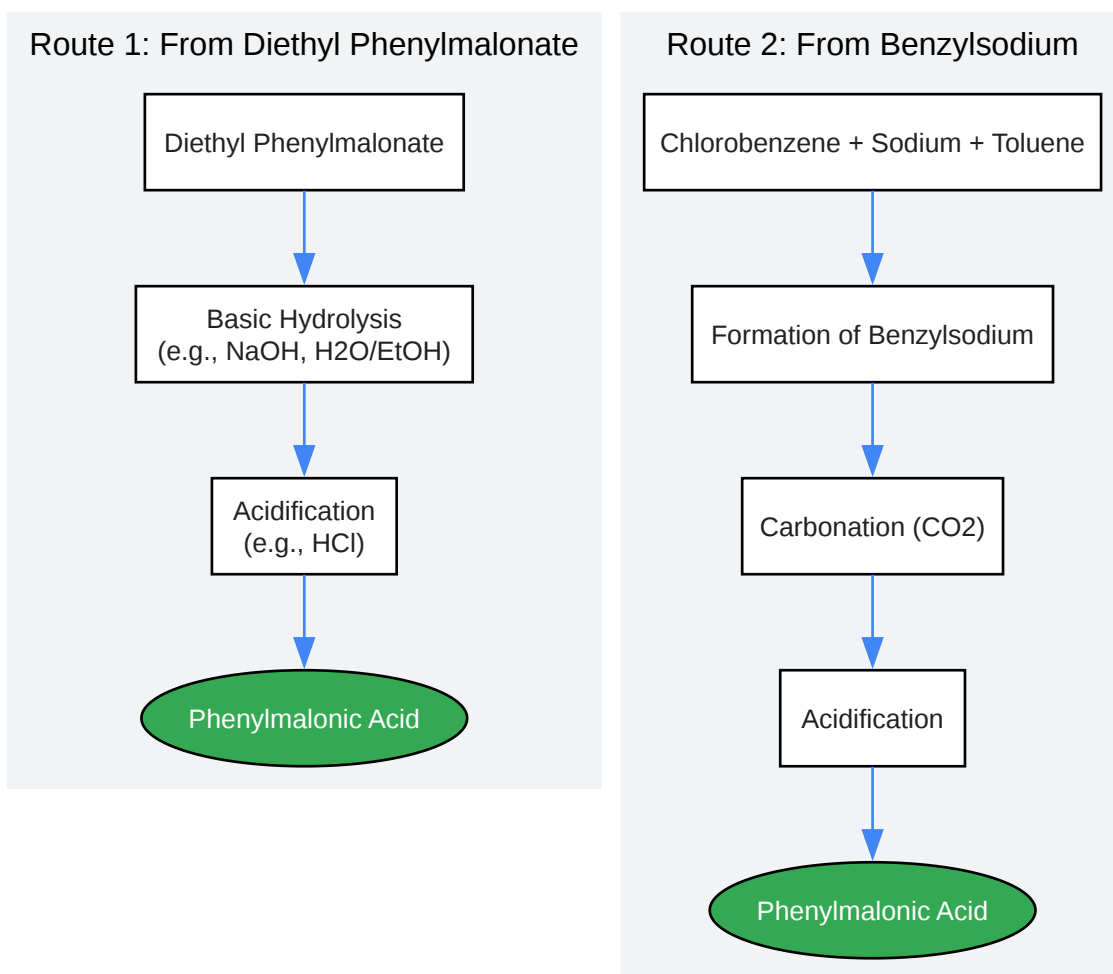 Route 1: From Diethyl Phenylmalonate
Diethyl Phenylmalonate
Basic Hydrolysis
(e.g., NaOH, H2O/EtOH)
Acidification
(e.g., HCl)
Phenylmalonic Acid
Route 2: From Benzylsodium
Chlorobenzene + Sodium + Toluene
Formation of Benzylsodium
Carbonation (CO2)
Acidification
Phenylmalonic Acid